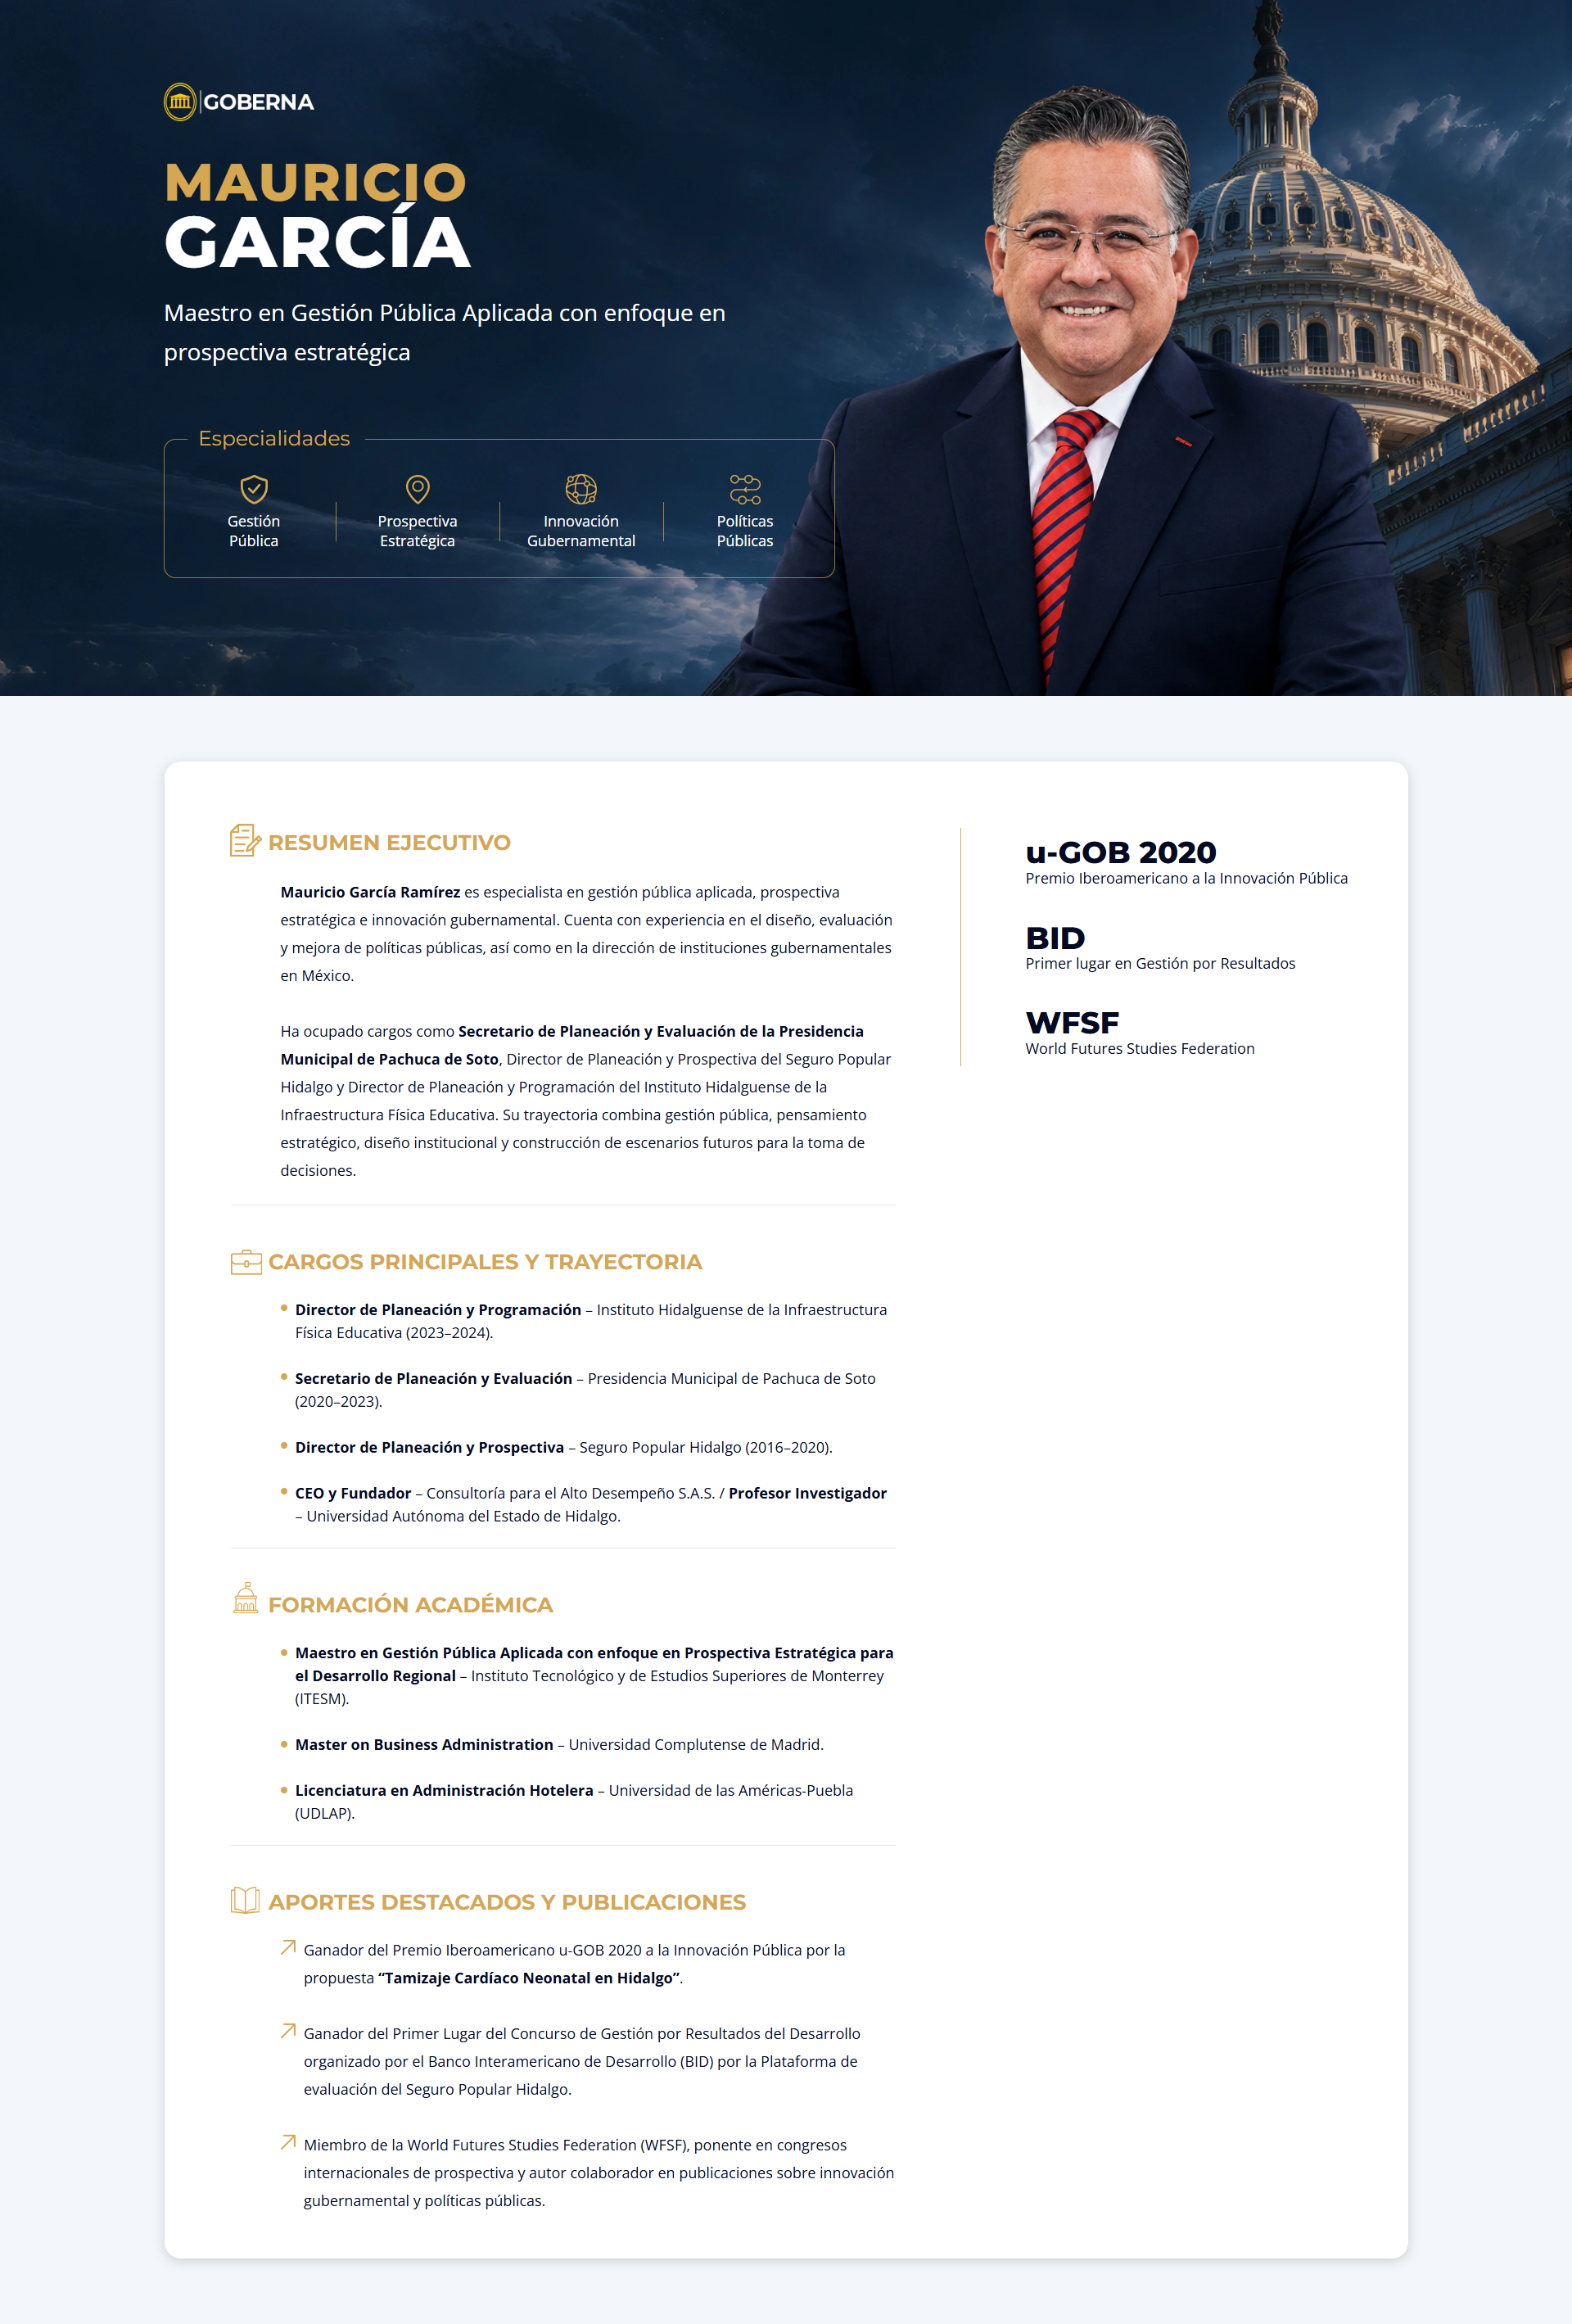 GOBERNA
MAURICIO
GARCÍA
Maestro en Gestión Pública Aplicada con enfoque en
prospectiva estratégica
Especialidades
Gestión
Pública
Prospectiva
Estratégica
Innovación
Gubernamental
Políticas
Públicas
RESUMEN EJECUTIVO
Mauricio García Ramírez es especialista en gestión pública aplicada, prospectiva
estratégica e innovación gubernamental. Cuenta con experiencia en el diseño, evaluación
y mejora de políticas públicas, así como en la dirección de instituciones gubernamentales
en México.
Ha ocupado cargos como Secretario de Planeación y Evaluación de la Presidencia
Municipal de Pachuca de Soto, Director de Planeación y Prospectiva del Seguro Popular
Hidalgo y Director de Planeación y Programación del Instituto Hidalguense de la
Infraestructura Física Educativa. Su trayectoria combina gestión pública, pensamiento
estratégico, diseño institucional y construcción de escenarios futuros para la toma de
decisiones.
CARGOS PRINCIPALES Y TRAYECTORIA
Director de Planeación y Programación – Instituto Hidalguense de la Infraestructura
Física Educativa (2023–2024).
Secretario de Planeación y Evaluación – Presidencia Municipal de Pachuca de Soto
(2020–2023).
Director de Planeación y Prospectiva – Seguro Popular Hidalgo (2016–2020).
CEO y Fundador – Consultoría para el Alto Desempeño S.A.S. / Profesor Investigador
– Universidad Autónoma del Estado de Hidalgo.
FORMACIÓN ACADÉMICA
Maestro en Gestión Pública Aplicada con enfoque en Prospectiva Estratégica para
el Desarrollo Regional – Instituto Tecnológico y de Estudios Superiores de Monterrey
(ITESM).
Master on Business Administration – Universidad Complutense de Madrid.
Licenciatura en Administración Hotelera – Universidad de las Américas-Puebla
(UDLAP).
APORTES DESTACADOS Y PUBLICACIONES
Ganador del Premio Iberoamericano u-GOB 2020 a la Innovación Pública por la
propuesta “Tamizaje Cardíaco Neonatal en Hidalgo”.
Ganador del Primer Lugar del Concurso de Gestión por Resultados del Desarrollo
organizado por el Banco Interamericano de Desarrollo (BID) por la Plataforma de
evaluación del Seguro Popular Hidalgo.
Miembro de la World Futures Studies Federation (WFSF), ponente en congresos
internacionales de prospectiva y autor colaborador en publicaciones sobre innovación
gubernamental y políticas públicas.
u-GOB 2020
Premio Iberoamericano a la Innovación Pública
BID
Primer lugar en Gestión por Resultados
WFSF
World Futures Studies Federation